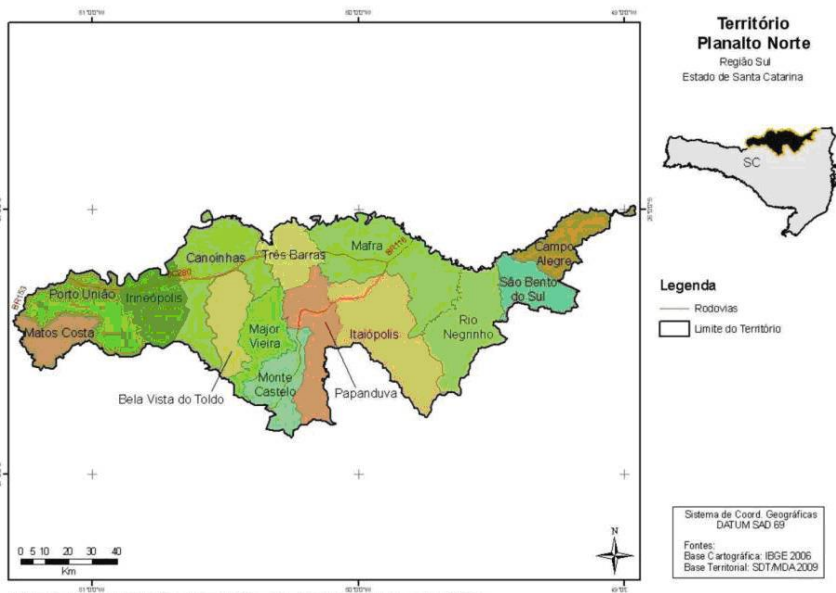 Território
Planalto Norte
Região Sul
Estado de Santa Catarina
SC
Legenda
Rodovias
Limite do Território
Campo
Alegre
Mafra
BR116
Três Barras
Canoinhas
São Bento
do Sul
Porto União
Irineópolis
BR153
Matos Costa
Major
Vieira
Itaiópolis
Rio
Negrinho
Monte
Castelo
Papanduva
Bela Vista do Toldo
0 5 10 20 30 40
Km
N
Sistema de Coord. Geográficas
DATUM SAD 69
Fontes:
Base Cartográfica: IBGE 2006
Base Territorial: SDT/MDA 2009